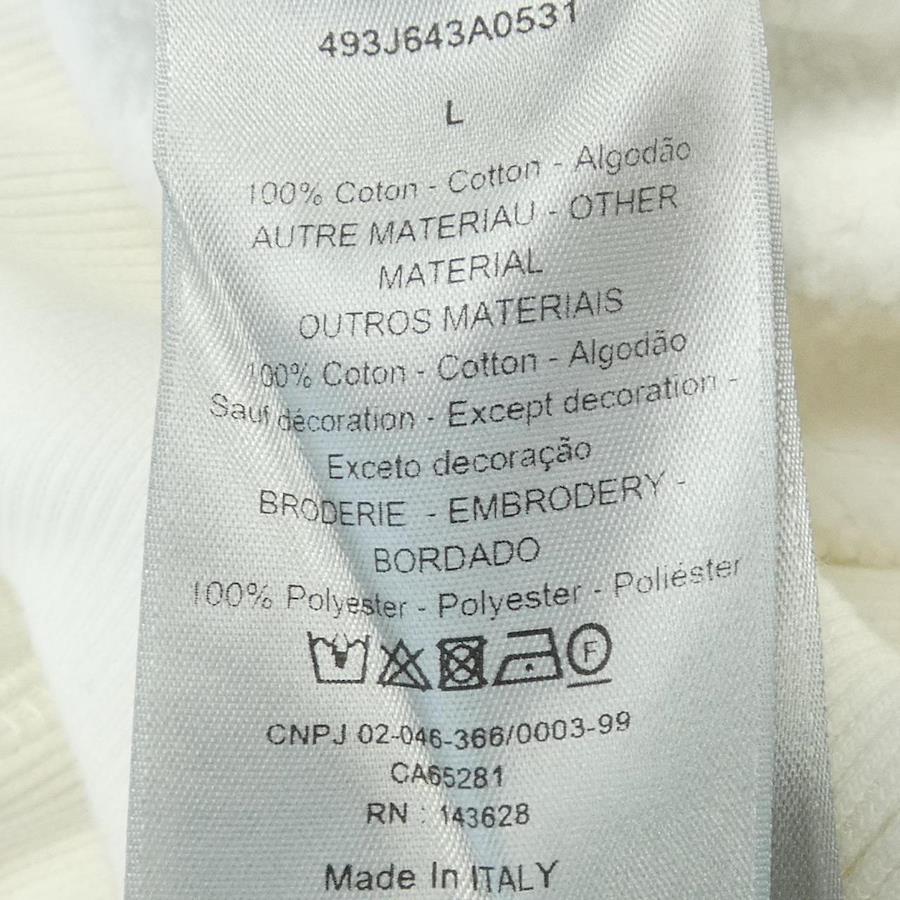 493J643A0531
L
100% Coton - Cotton - Algodão
AUTRE MATERIAU - OTHER
MATERIAL
OUTROS MATERIAIS
100% Coton - Cotton - Algodão
Sauf décoration - Except decoration -
Exceto decoração
BRODERIE - EMBRODERY -
BORDADO
100% Polyester - Polyester - Poliéster
F
CNPJ 02-046-366/0003-99
CA65281
RN : 143628
Made In ITALY